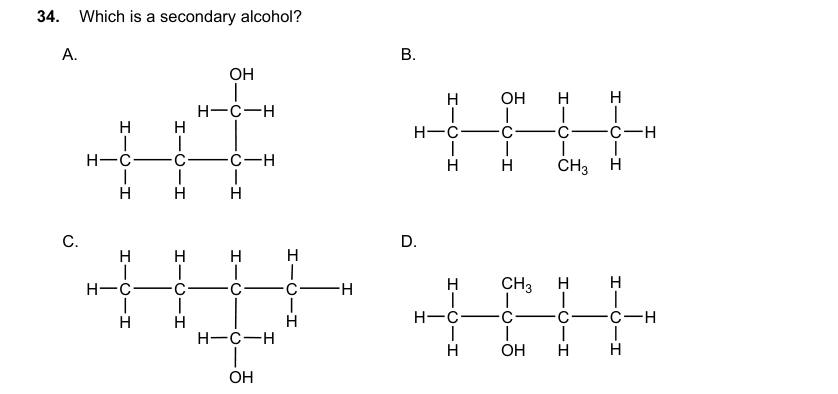 34. Which is a secondary alcohol?
A.
OH
H—C—H
H H
H—C—C—C—H
H H H
B.
H OH H H
H—C—C—C—C—H
H H CH₃ H
C.
H H H H
H—C—C—C—C—H
H H H
H—C—H
OH
D.
H CH₃ H H
H—C—C—C—C—H
H OH H H